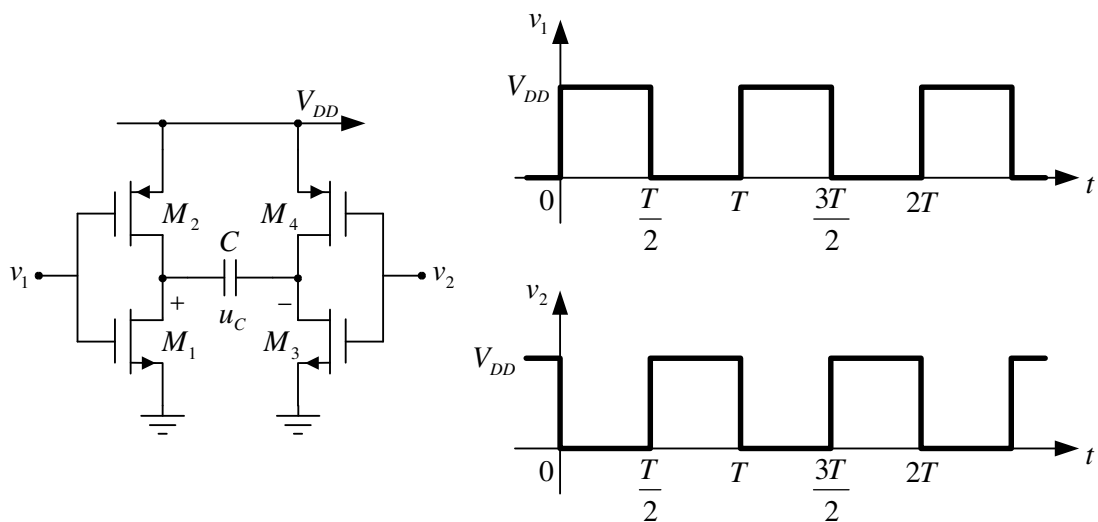 V_DD
M_2
M_4
C
v_1
v_2
+ −
u_C
M_1
M_3
v_1
V_DD
0
T/2
T
3T/2
2T
t
v_2
V_DD
0
T/2
T
3T/2
2T
t